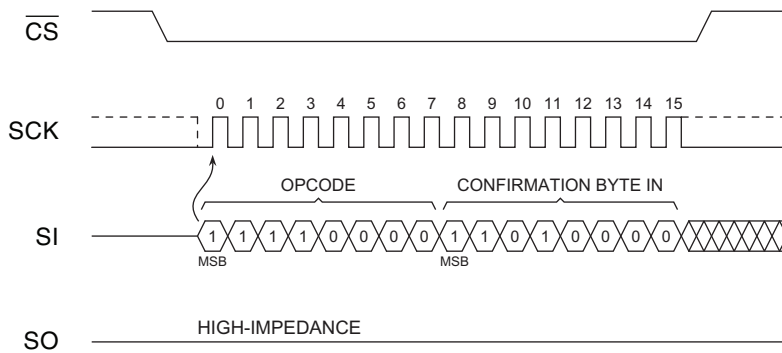 CS
0 1 2 3 4 5 6 7 8 9 10 11 12 13 14 15
SCK
OPCODE CONFIRMATION BYTE IN
SI 1 1 1 1 0 0 0 0 1 1 0 1 0 0 0 0
MSB MSB
HIGH-IMPEDANCE
SO